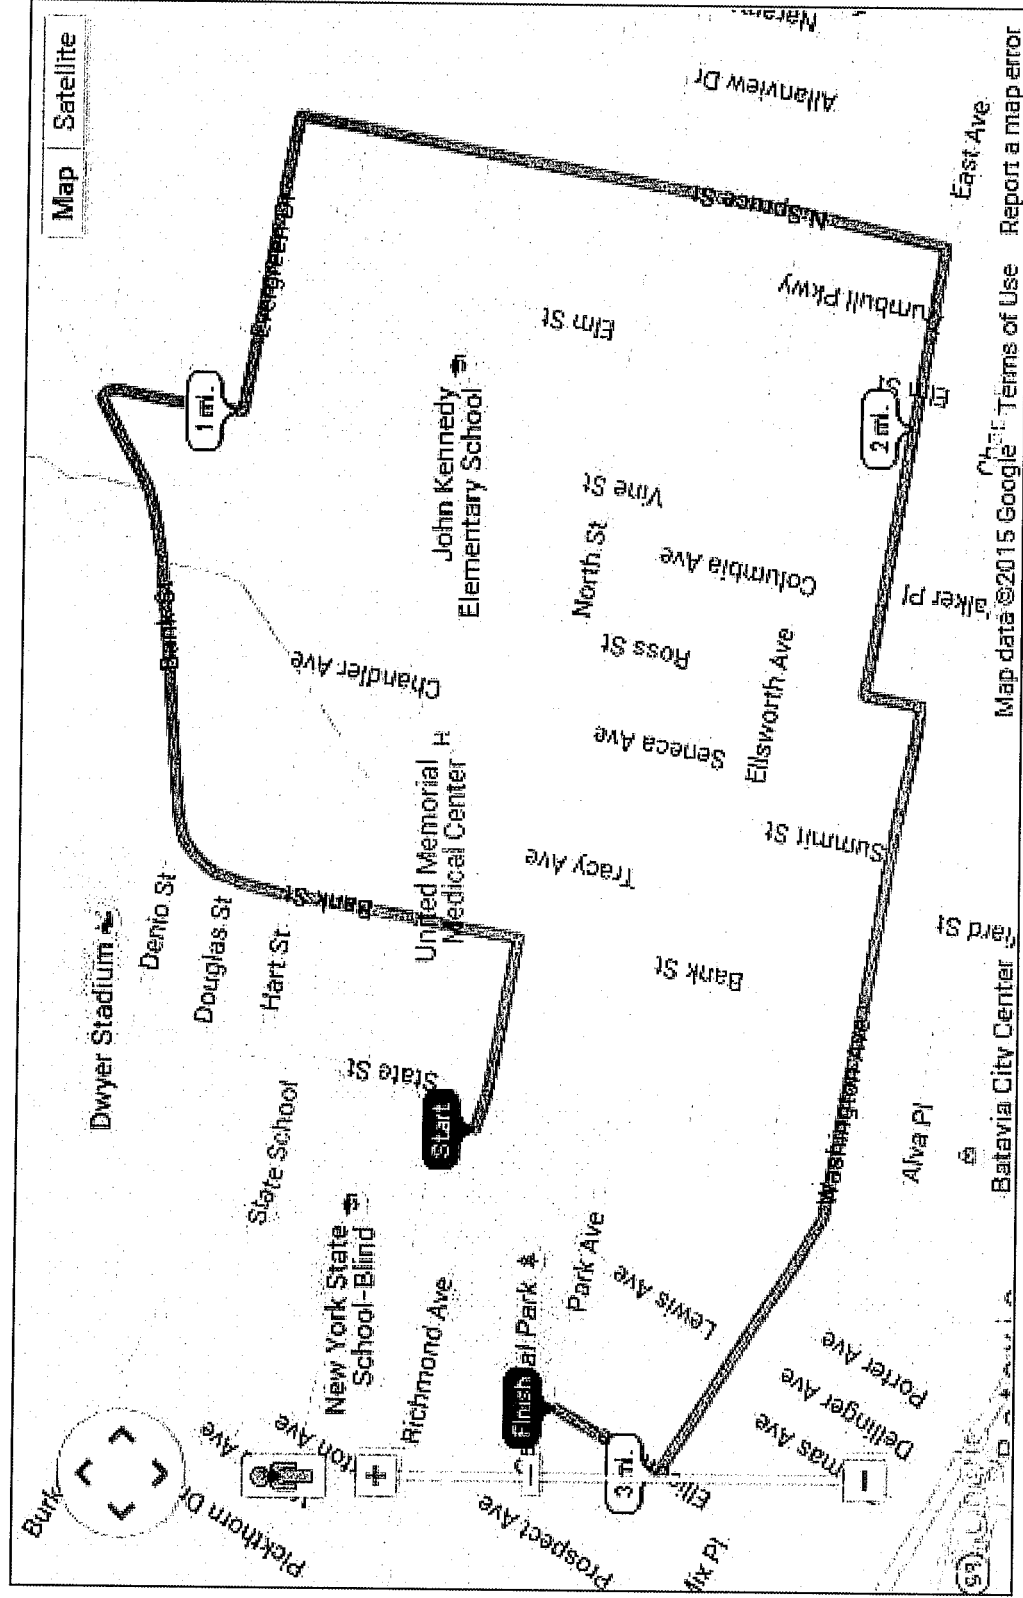 Map
Satellite
Dwyer Stadium
Denio St
Douglas St
Hart St
Bank St
Evergreen Dr
1 mi.
Allanview Dr
State School
State St
Bank St
Chandler Ave
New York State
School-Blind
Start
United Memorial
Medical Center
H
John Kennedy
Elementary School
Elm St
N Spruce St
Pickthorn Dr
Richmond Ave
Finish
Park Ave
Tracy Ave
Seneca Ave
Ross St
North St
Vine St
Columbia Ave
Prospect Ave
3 mi.
Lewis Ave
Bank St
Summit St
Ellsworth Ave
2 mi.
Elm St
East Ave
Dellinger Ave
Porter Ave
Washington Ave
Alva Pl
Batavia City Center
Map data ©2015 Google
Terms of Use
Report a map error